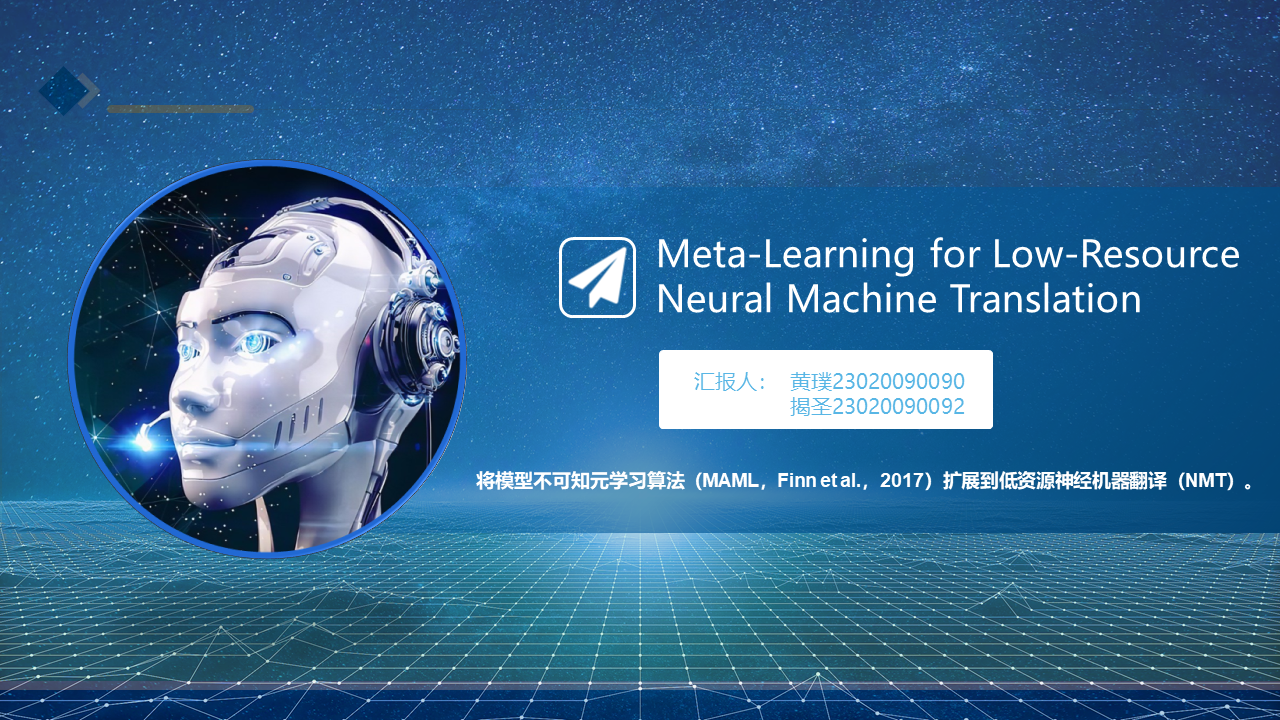 Meta-Learning for Low-Resource
Neural Machine Translation
汇报人： 黄璞23020090090
揭圣23020090092
将模型不可知元学习算法（MAML，Finn et al.，2017）扩展到低资源神经机器翻译（NMT）。